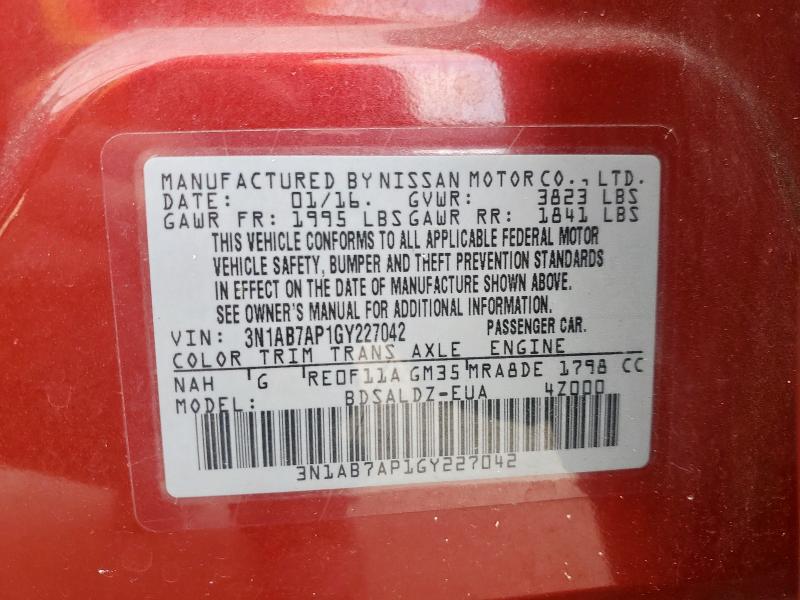 MANUFACTURED BY NISSAN MOTOR CO., LTD.
DATE: 01/16. GVWR: 3823 LBS
GAWR FR: 1995 LBS GAWR RR: 1841 LBS
THIS VEHICLE CONFORMS TO ALL APPLICABLE FEDERAL MOTOR
VEHICLE SAFETY, BUMPER AND THEFT PREVENTION STANDARDS
IN EFFECT ON THE DATE OF MANUFACTURE SHOWN ABOVE.
SEE OWNER'S MANUAL FOR ADDITIONAL INFORMATION.
VIN: 3N1AB7AP1GY227042 PASSENGER CAR.
COLOR TRIM TRANS AXLE ENGINE
NAH G RE0F11A GM35 MRA8DE 1798 CC
MODEL: BDSALDZ-EUA 4Z000
3N1AB7AP1GY227042